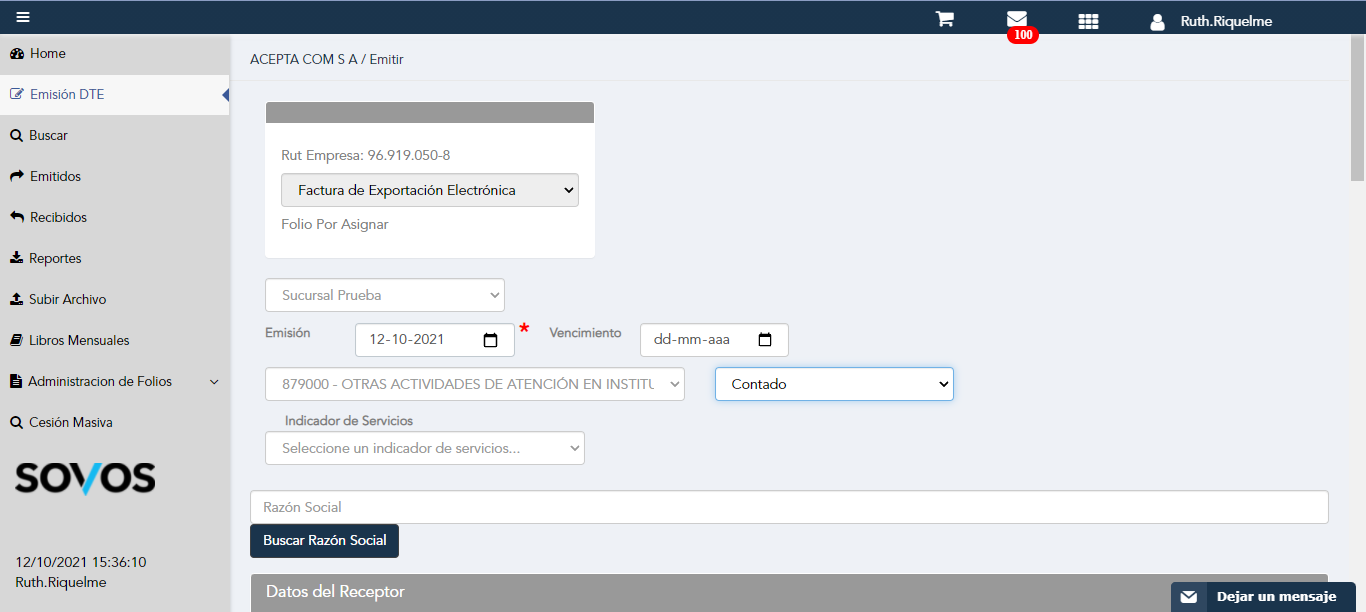 100
Ruth.Riquelme
Home
Emisión DTE
Buscar
Emitidos
Recibidos
Reportes
Subir Archivo
Libros Mensuales
Administracion de Folios
Cesión Masiva
SOVOS
12/10/2021 15:36:10
Ruth.Riquelme
ACEPTA COM S A / Emitir
Rut Empresa: 96.919.050-8
Factura de Exportación Electrónica
Folio Por Asignar
Sucursal Prueba
Emisión 12-10-2021 * Vencimiento dd-mm-aaa
879000 - OTRAS ACTIVIDADES DE ATENCIÓN EN INSTITU Contado
Indicador de Servicios
Seleccione un indicador de servicios...
Razón Social
Buscar Razón Social
Datos del Receptor
Dejar un mensaje